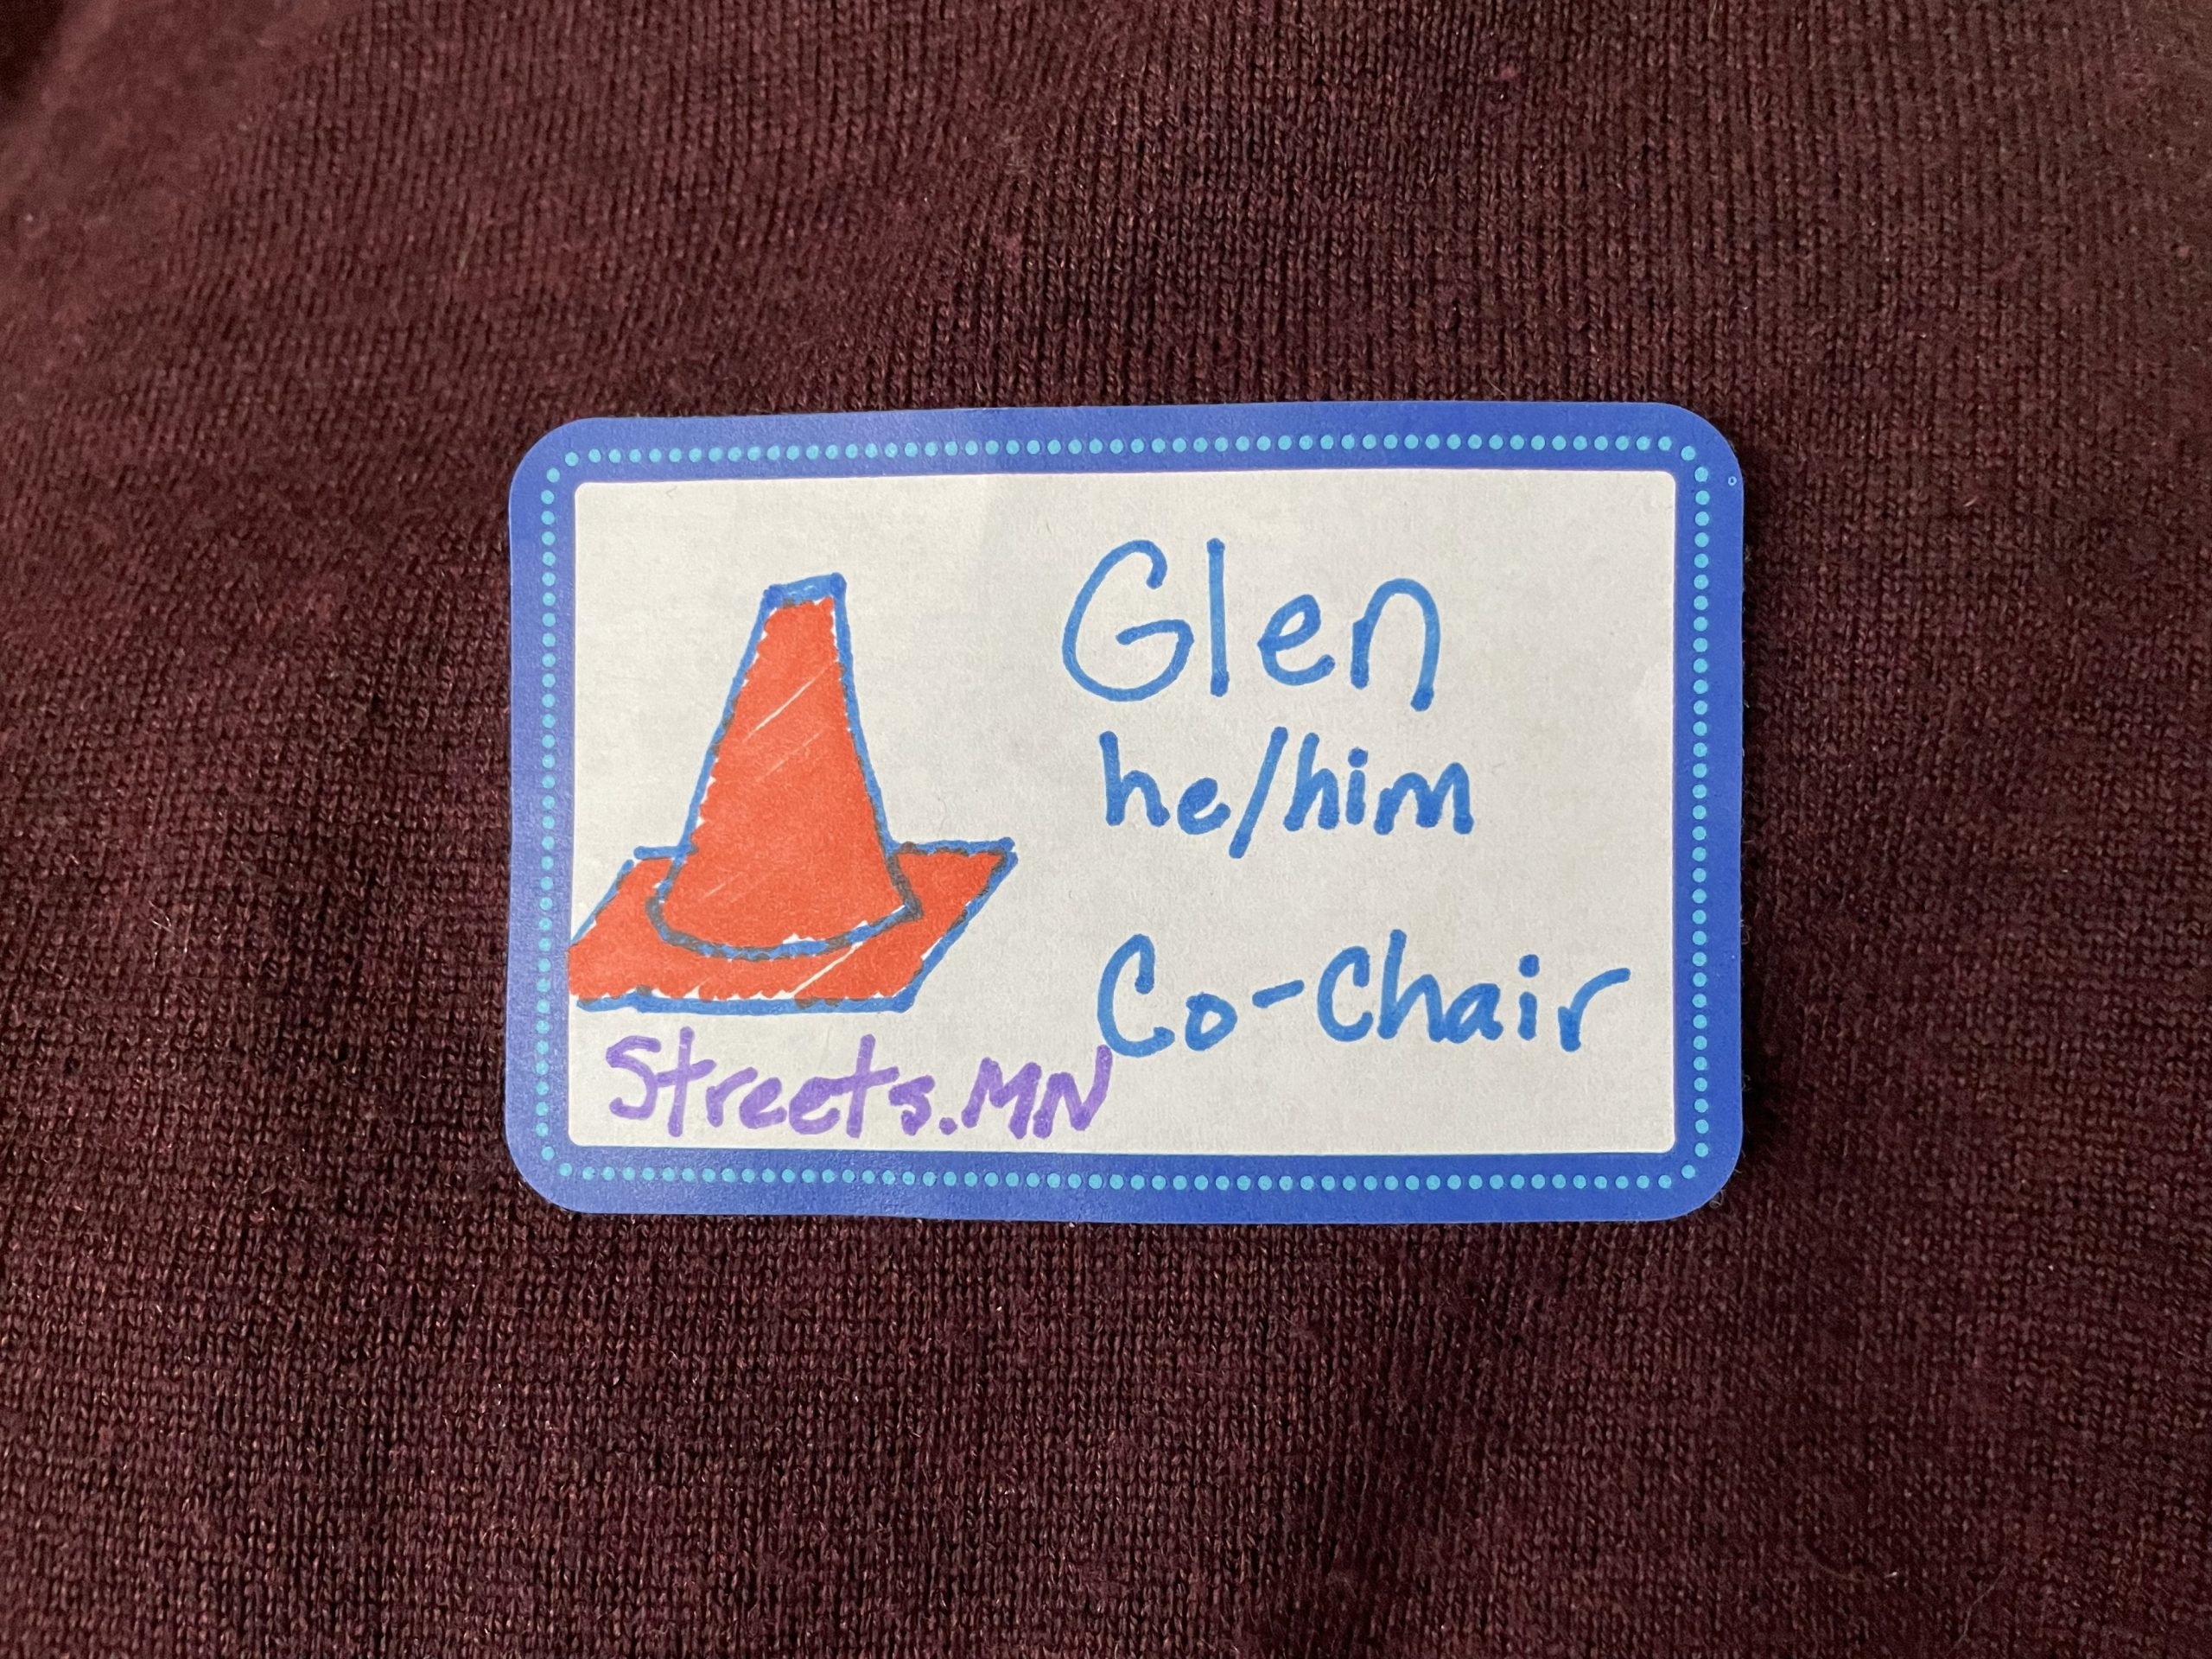 Glen
he/him
Co-Chair
Streets.MN